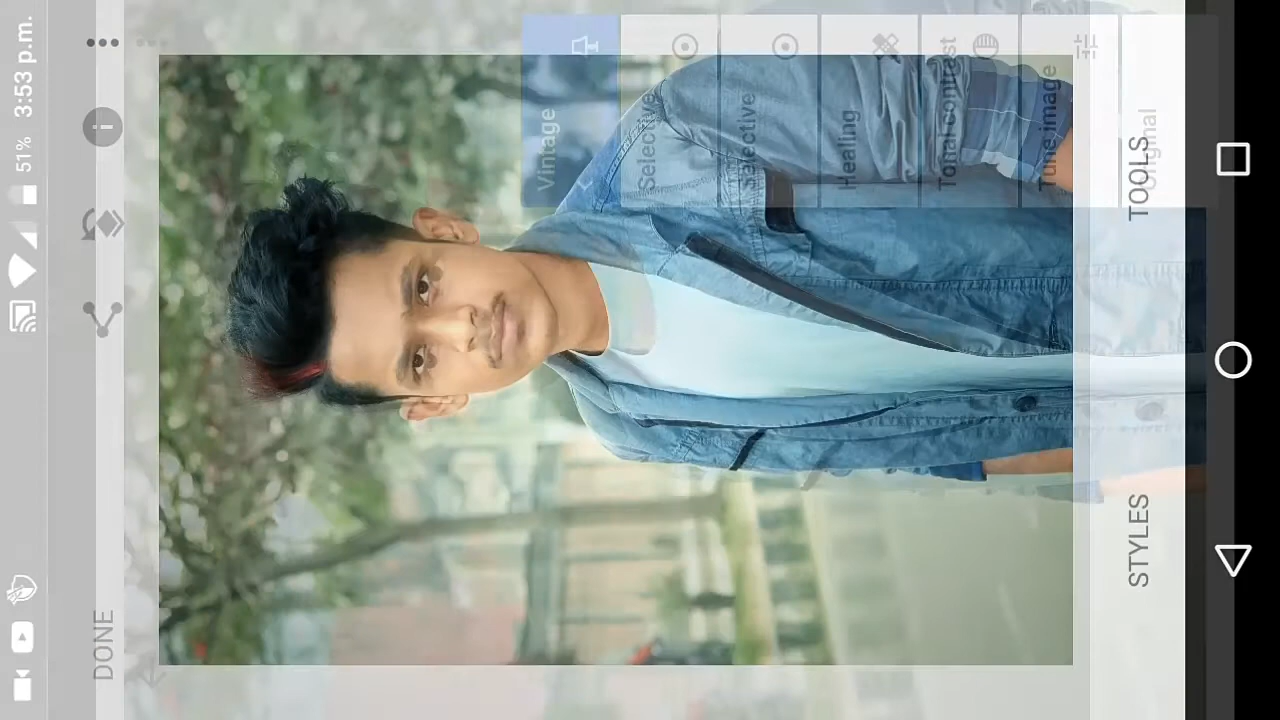 51% 3:53 p.m.
DONE
Vintage
Selective
Selective
Healing
Tonal contrast
Tune image
Original
STYLES
TOOLS